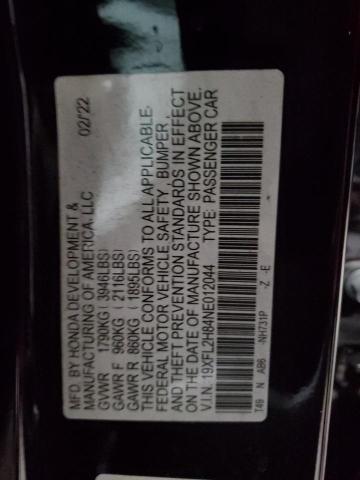 MFD. BY HONDA DEVELOPMENT &
MANUFACTURING OF AMERICA, LLC 02/'22
GVWR 1790KG (3946LBS)
GAWR F 960KG (2116LBS)
GAWR R 860KG (1895LBS)
THIS VEHICLE CONFORMS TO ALL APPLICABLE
FEDERAL MOTOR VEHICLE SAFETY, BUMPER,
AND THEFT PREVENTION STANDARDS IN EFFECT
ON THE DATE OF MANUFACTURE SHOWN ABOVE.
V.I.N: 19XFL2H84NE012044 TYPE: PASSENGER CAR
T49 N AB6 -NH731P -Z -E